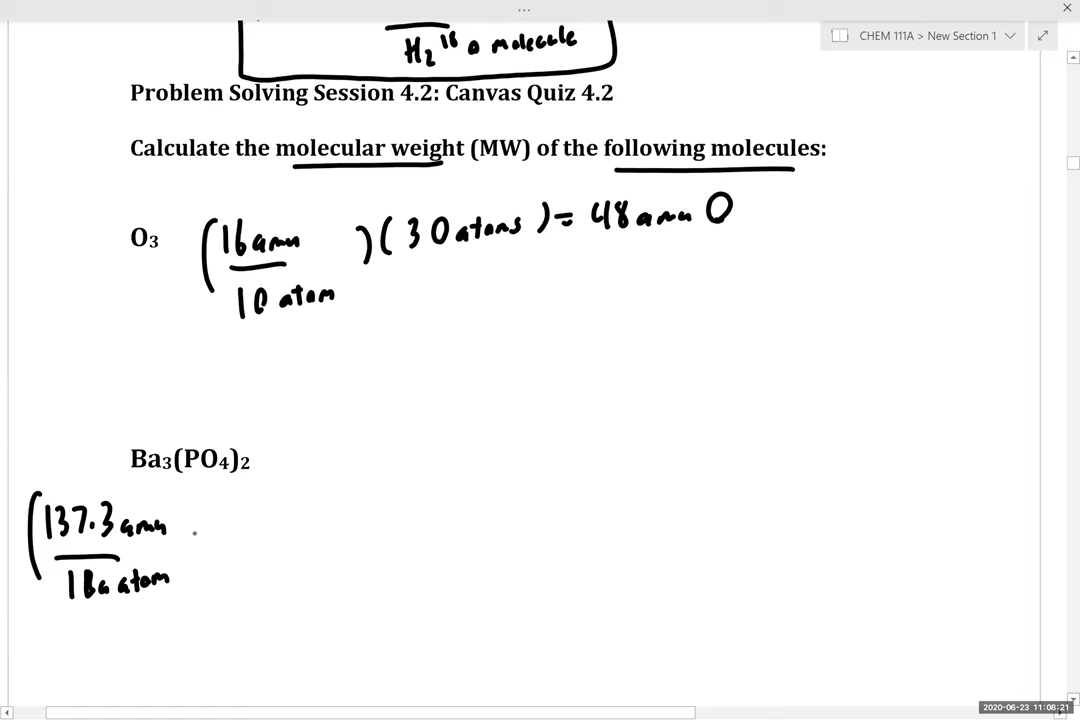 ...
CHEM 111A > New Section 1
H₂¹⁶O molecule
Problem Solving Session 4.2: Canvas Quiz 4.2
Calculate the molecular weight (MW) of the following molecules:
O₃ (16 amu / 1 O atom) (3 O atoms) = 48 amu O
Ba₃(PO₄)₂
(137.3 amu
1 Ba atom
2020-06-23 11:08:21